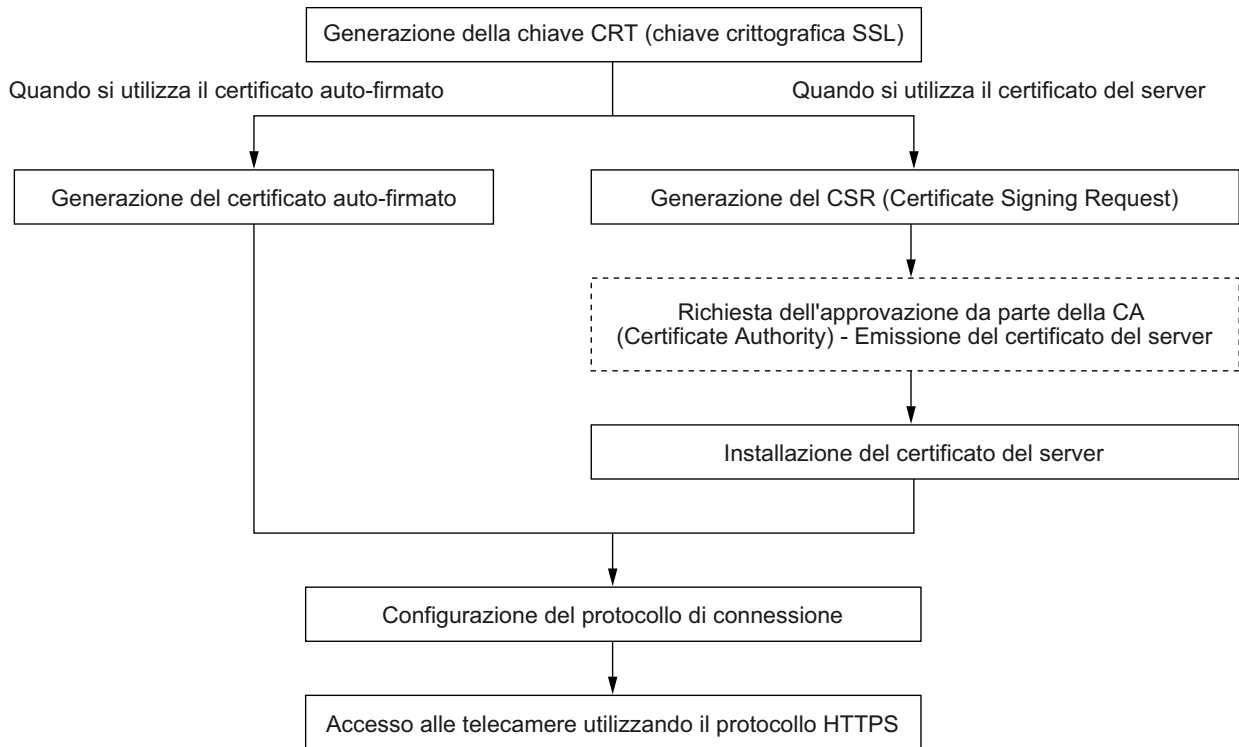 Generazione della chiave CRT (chiave crittografica SSL)
Quando si utilizza il certificato auto-firmato
Quando si utilizza il certificato del server
Generazione del certificato auto-firmato
Generazione del CSR (Certificate Signing Request)
Richiesta dell'approvazione da parte della CA
(Certificate Authority) - Emissione del certificato del server
Installazione del certificato del server
Configurazione del protocollo di connessione
Accesso alle telecamere utilizzando il protocollo HTTPS